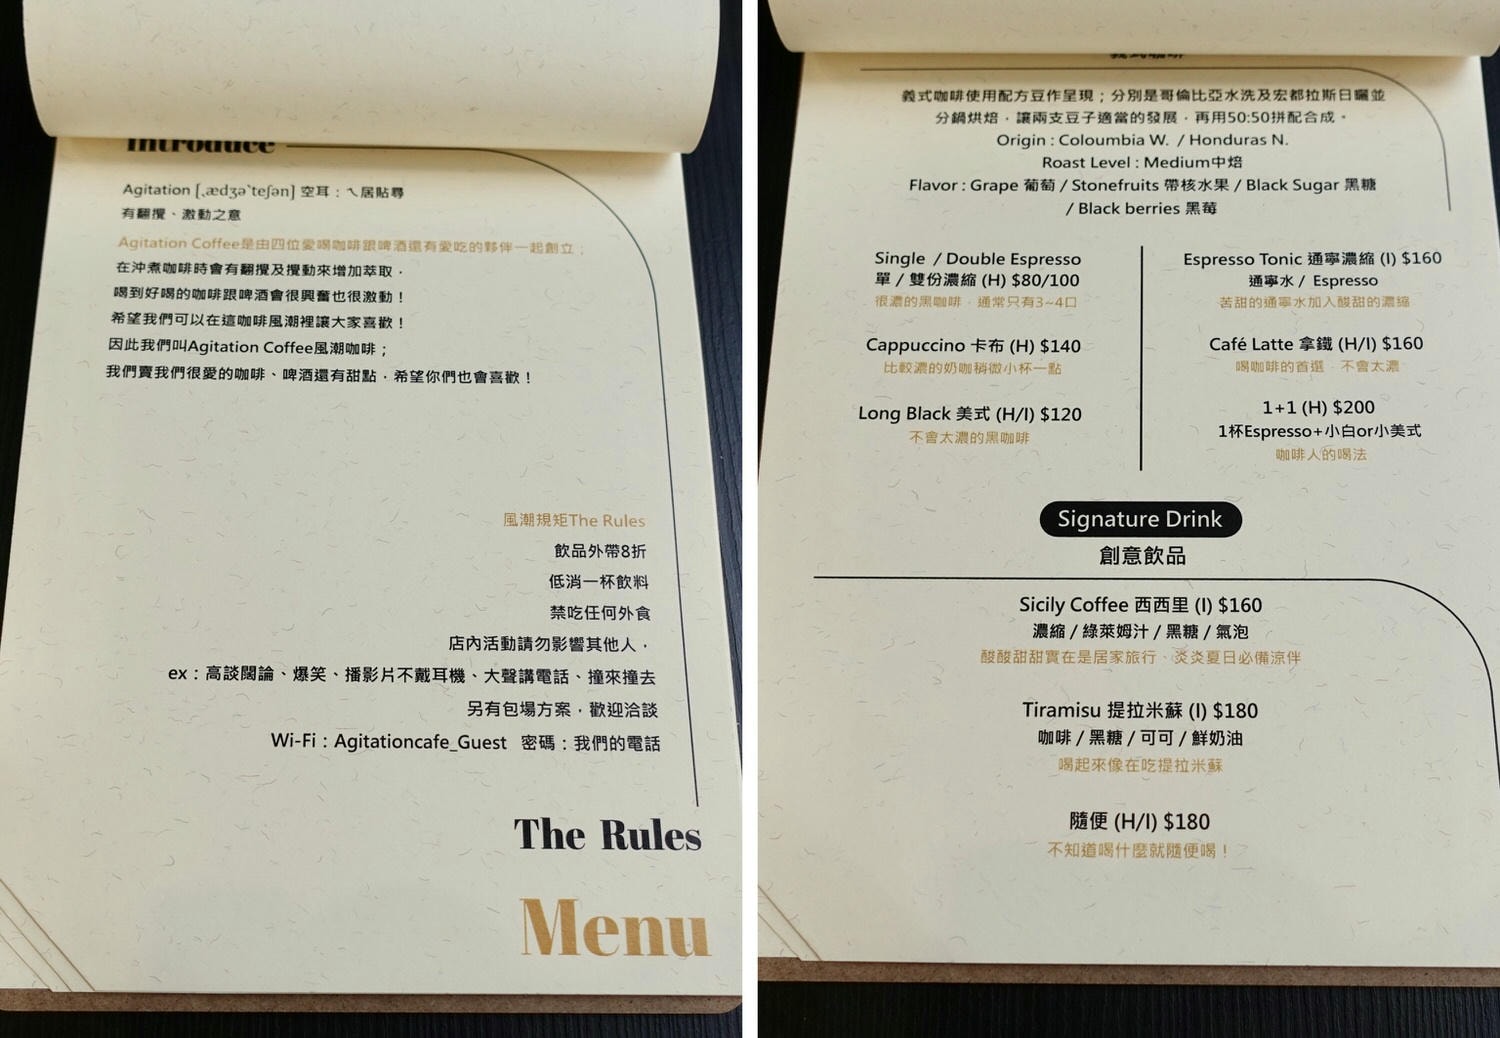 Introduce
Agitation [͵ædʒəˋteʃən] 空耳：ㄟ居貼尋
有翻攪、激動之意
Agitation Coffee是由四位愛喝咖啡跟啤酒還有愛吃的夥伴一起創立；
在沖煮咖啡時會有翻攪及攪動來增加萃取，
喝到好喝的咖啡跟啤酒會很興奮也很激動！
希望我們可以在這咖啡風潮裡讓大家喜歡！
因此我們叫Agitation Coffee風潮咖啡；
我們賣我們很愛的咖啡、啤酒還有甜點，希望你們也會喜歡！
風潮規矩The Rules
飲品外帶8折
低消一杯飲料
禁吃任何外食
店內活動請勿影響其他人，
ex：高談闊論、爆笑、播影片不戴耳機、大聲講電話、撞來撞去
另有包場方案，歡迎洽談
Wi-Fi：Agitationcafe_Guest 密碼：我們的電話
The Rules
Menu
義式咖啡
義式咖啡使用配方豆作呈現；分別是哥倫比亞水洗及宏都拉斯日曬並
分鍋烘焙，讓兩支豆子適當的發展，再用50:50拼配合成。
Origin : Coloumbia W. / Honduras N.
Roast Level : Medium中焙
Flavor : Grape 葡萄 / Stonefruits 帶核水果 / Black Sugar 黑糖
/ Black berries 黑莓
Single / Double Espresso
單 / 雙份濃縮 (H) $80/100
很濃的黑咖啡，通常只有3~4口
Cappuccino 卡布 (H) $140
比較濃的奶咖稍微小杯一點
Long Black 美式 (H/I) $120
不會太濃的黑咖啡
Espresso Tonic 通寧濃縮 (I) $160
通寧水 / Espresso
苦甜的通寧水加入酸甜的濃縮
Café Latte 拿鐵 (H/I) $160
喝咖啡的首選，不會太濃
1+1 (H) $200
1杯Espresso+小白or小美式
咖啡人的喝法
Signature Drink
創意飲品
Sicily Coffee 西西里 (I) $160
濃縮 / 綠萊姆汁 / 黑糖 / 氣泡
酸酸甜甜實在是居家旅行、炎炎夏日必備涼伴
Tiramisu 提拉米蘇 (I) $180
咖啡 / 黑糖 / 可可 / 鮮奶油
喝起來像在吃提拉米蘇
隨便 (H/I) $180
不知道喝什麼就隨便喝！